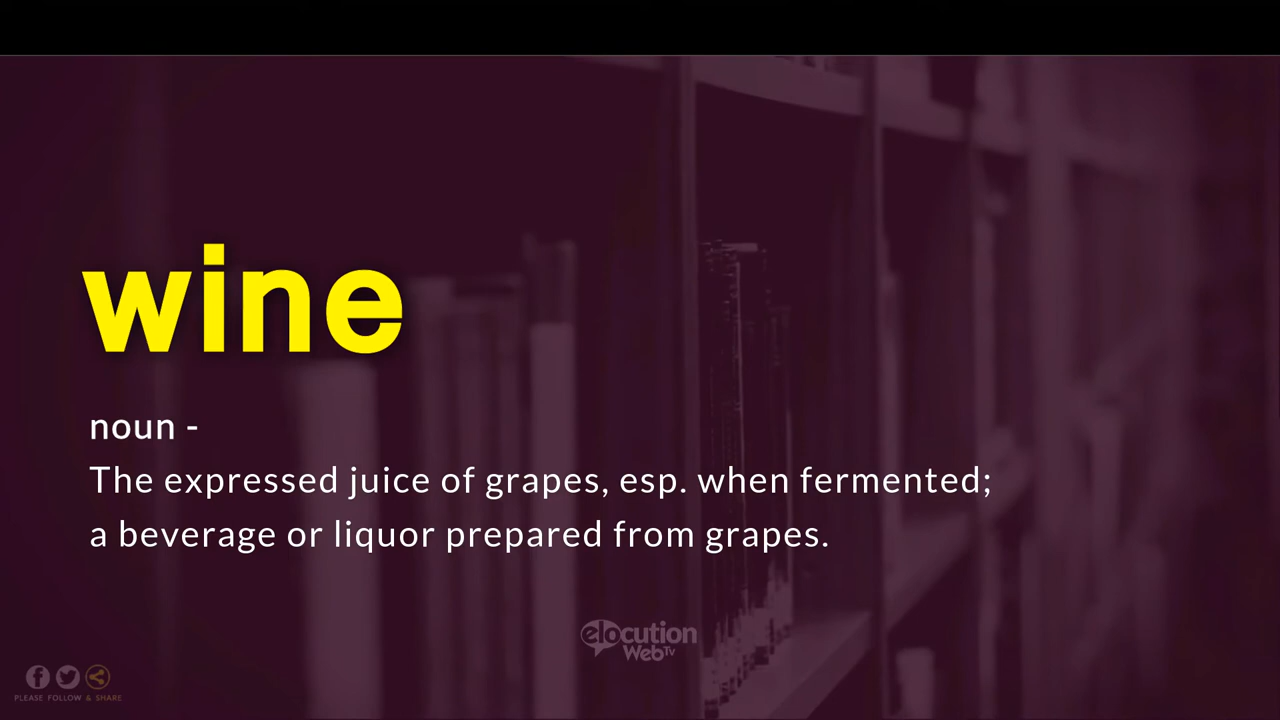 wine
noun -
The expressed juice of grapes, esp. when fermented;
a beverage or liquor prepared from grapes.
elocution
WebTv
PLEASE FOLLOW & SHARE